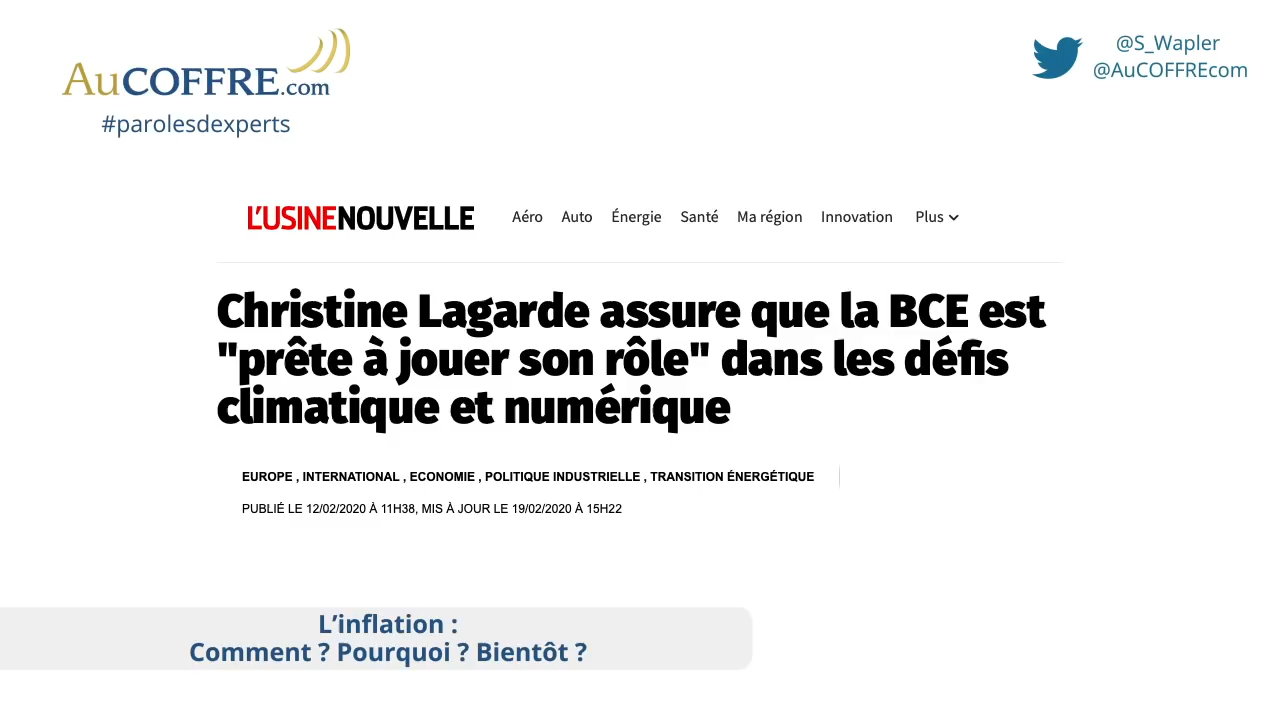 AuCOFFRE.com
#parolesdexperts
@S_Wapler
@AuCOFFREcom
L'USINENOUVELLE
Aéro Auto Énergie Santé Ma région Innovation Plus
Christine Lagarde assure que la BCE est
"prête à jouer son rôle" dans les défis
climatique et numérique
EUROPE , INTERNATIONAL , ECONOMIE , POLITIQUE INDUSTRIELLE , TRANSITION ÉNERGÉTIQUE
PUBLIÉ LE 12/02/2020 À 11H38, MIS À JOUR LE 19/02/2020 À 15H22
L’inflation :
Comment ? Pourquoi ? Bientôt ?